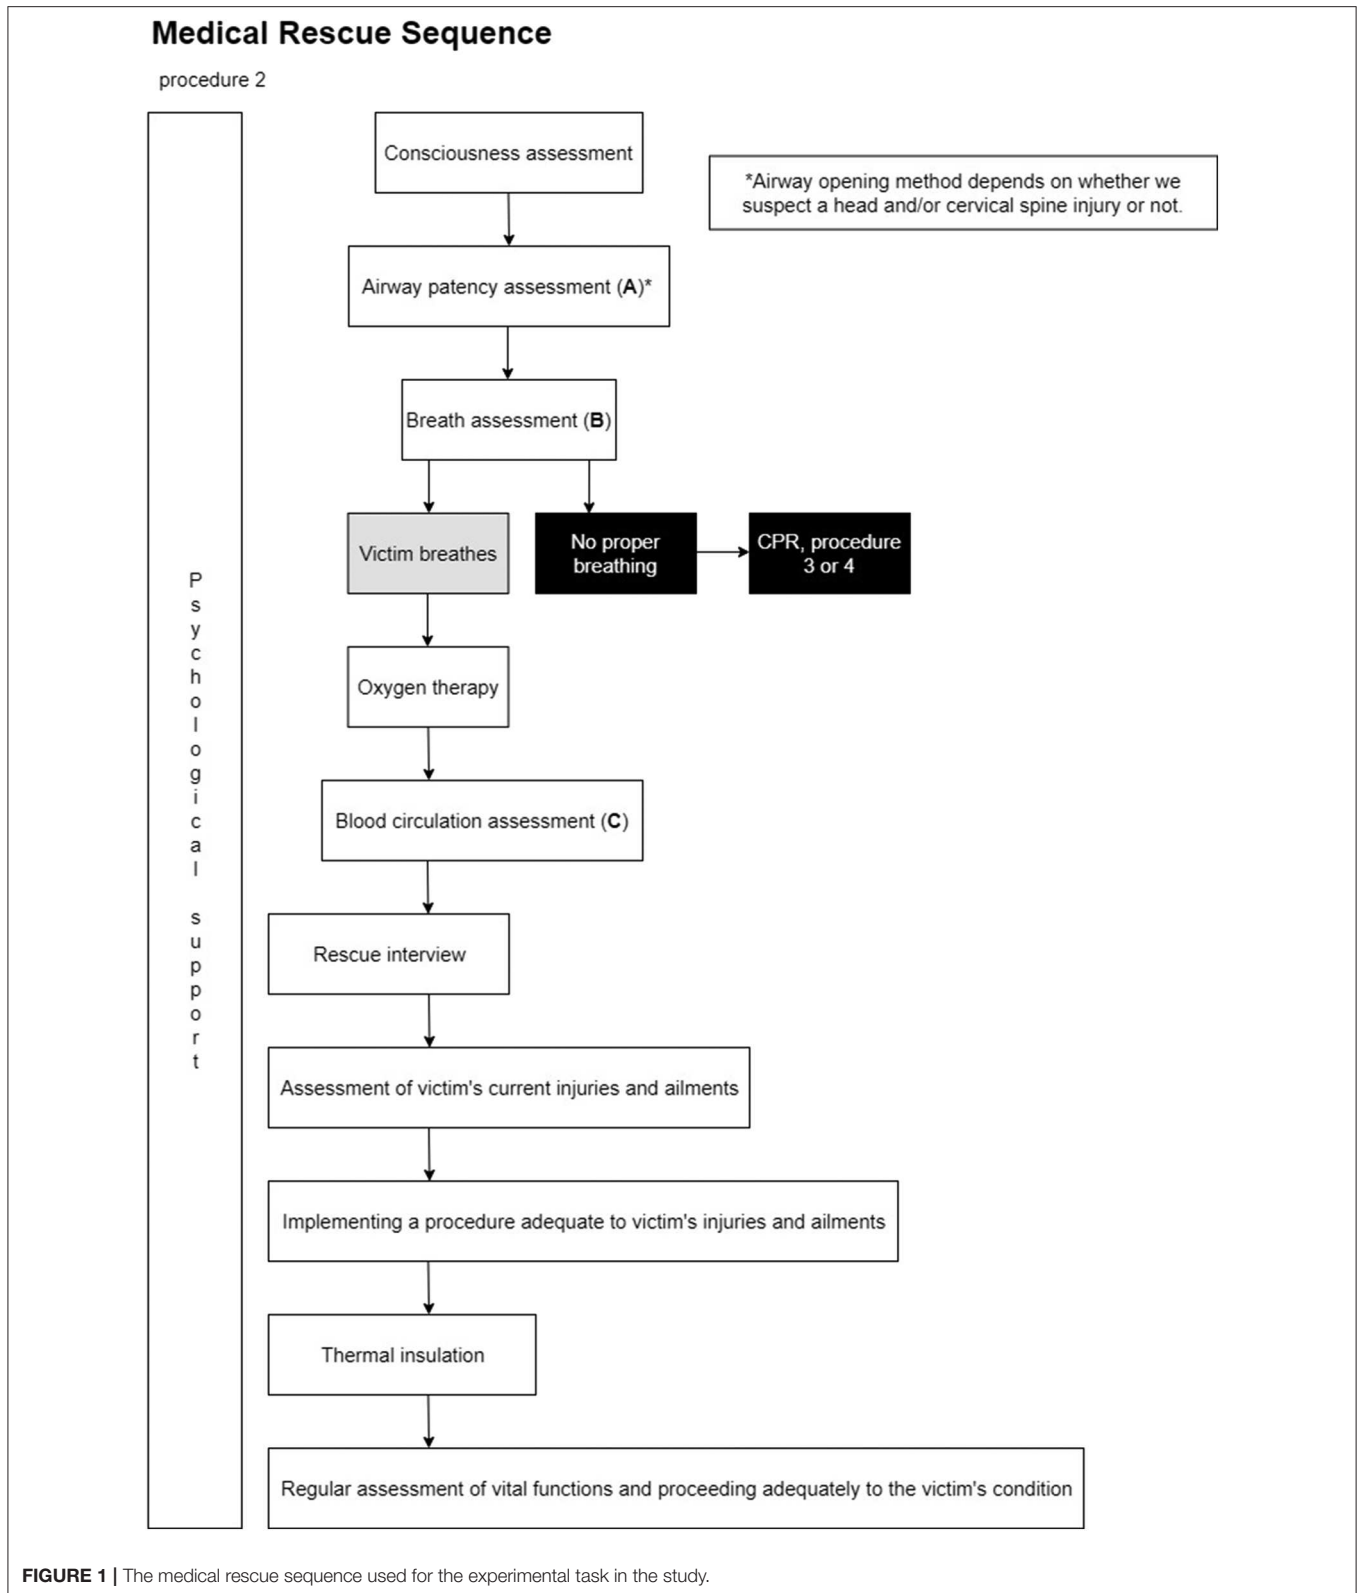 Medical Rescue Sequence
procedure 2
Consciousness assessment
*Airway opening method depends on whether we
suspect a head and/or cervical spine injury or not.
Airway patency assessment (A)*
Breath assessment (B)
Victim breathes
No proper
breathing
CPR, procedure
3 or 4
Psychological support
Oxygen therapy
Blood circulation assessment (C)
Rescue interview
Assessment of victim's current injuries and ailments
Implementing a procedure adequate to victim's injuries and ailments
Thermal insulation
Regular assessment of vital functions and proceeding adequately to the victim's condition
FIGURE 1 | The medical rescue sequence used for the experimental task in the study.